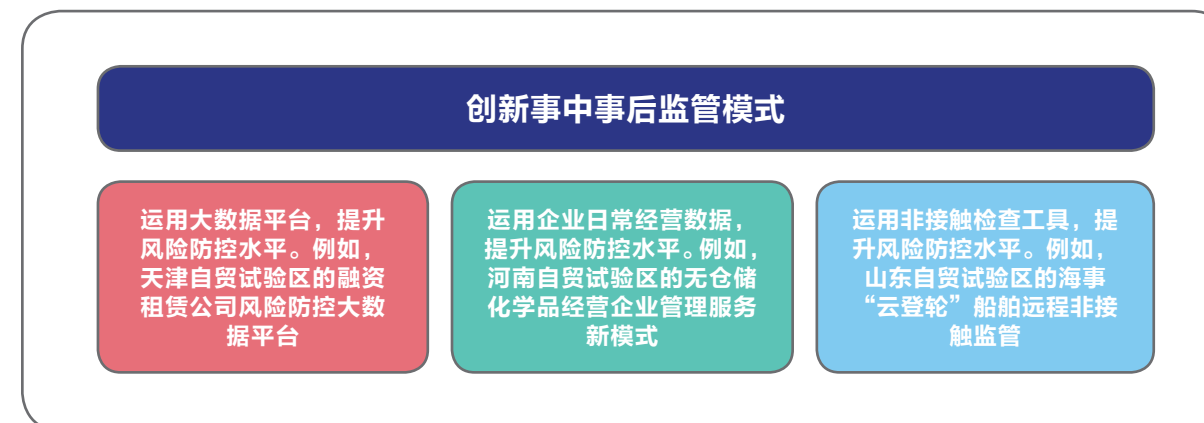 创新事中事后监管模式
运用大数据平台，提升
风险防控水平。例如，
天津自贸试验区的融资
租赁公司风险防控大数
据平台
运用企业日常经营数据，
提升风险防控水平。例如，
河南自贸试验区的无仓储
化学品经营企业管理服务
新模式
运用非接触检查工具，提
升风险防控水平。例如，
山东自贸试验区的海事
“云登轮”船舶远程非接
触监管